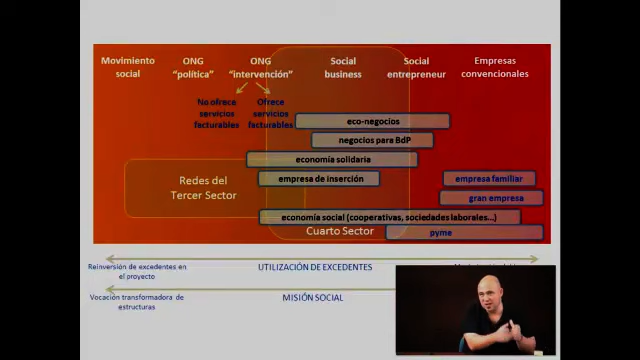 Movimiento social
ONG "política"
ONG "intervención"
Social business
Social entrepreneur
Empresas convencionales
No ofrece servicios facturables
Ofrece servicios facturables
eco-negocios
negocios para BdP
economía solidaria
Redes del Tercer Sector
empresa de inserción
empresa familiar
gran empresa
economía social (cooperativas, sociedades laborales...)
Cuarto Sector
pyme
Reinversión de excedentes en el proyecto
UTILIZACIÓN DE EXCEDENTES
Vocación transformadora de estructuras
MISIÓN SOCIAL